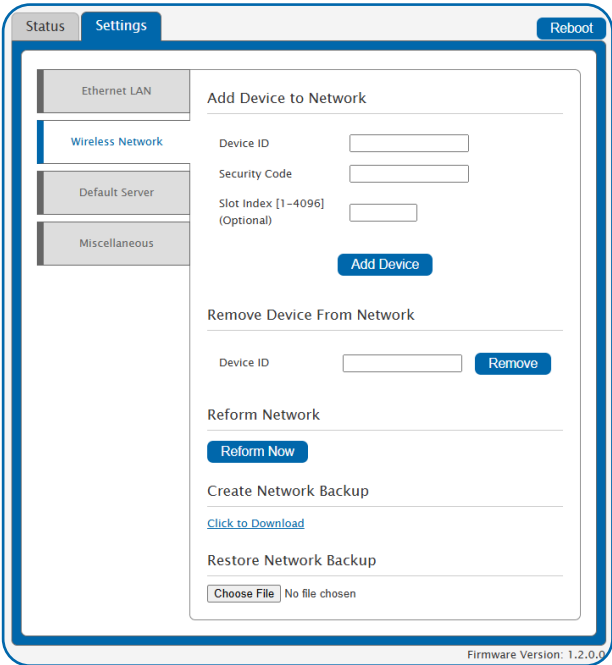 Status
Settings
Reboot
Ethernet LAN
Wireless Network
Default Server
Miscellaneous
Add Device to Network
Device ID
Security Code
Slot Index [1-4096]
(Optional)
Add Device
Remove Device From Network
Device ID
Remove
Reform Network
Reform Now
Create Network Backup
Click to Download
Restore Network Backup
Choose File No file chosen
Firmware Version: 1.2.0.0